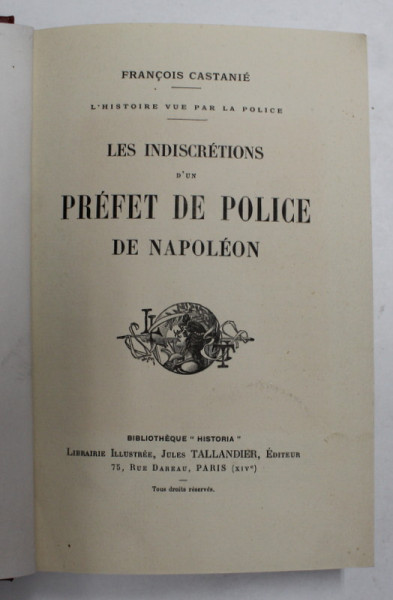 FRANÇOIS CASTANIÉ
L'HISTOIRE VUE PAR LA POLICE
LES INDISCRÉTIONS
D'UN
PRÉFET DE POLICE
DE NAPOLÉON
BIBLIOTHÈQUE "HISTORIA"
LIBRAIRIE ILLUSTRÉE, JULES TALLANDIER, ÉDITEUR
75, RUE DAREAU, PARIS (XIVe)
Tous droits réservés.